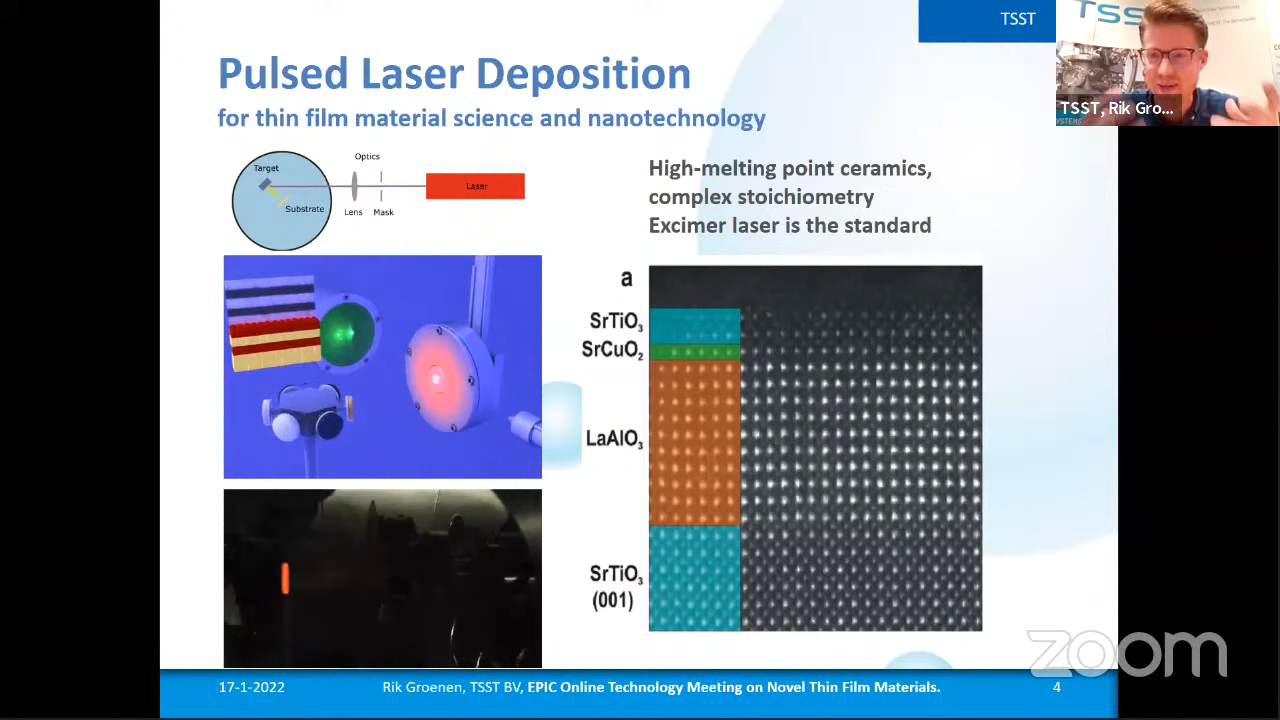 TSST
TSS
TSST, Rik Gro...
SYSTEMS
Pulsed Laser Deposition
for thin film material science and nanotechnology
Optics
Target
Laser
Substrate
Lens
Mask
High-melting point ceramics,
complex stoichiometry
Excimer laser is the standard
a
SrTiO₃
SrCuO₂
LaAlO₃
SrTiO₃
(001)
zoom
17-1-2022
Rik Groenen, TSST BV, EPIC Online Technology Meeting on Novel Thin Film Materials.
4